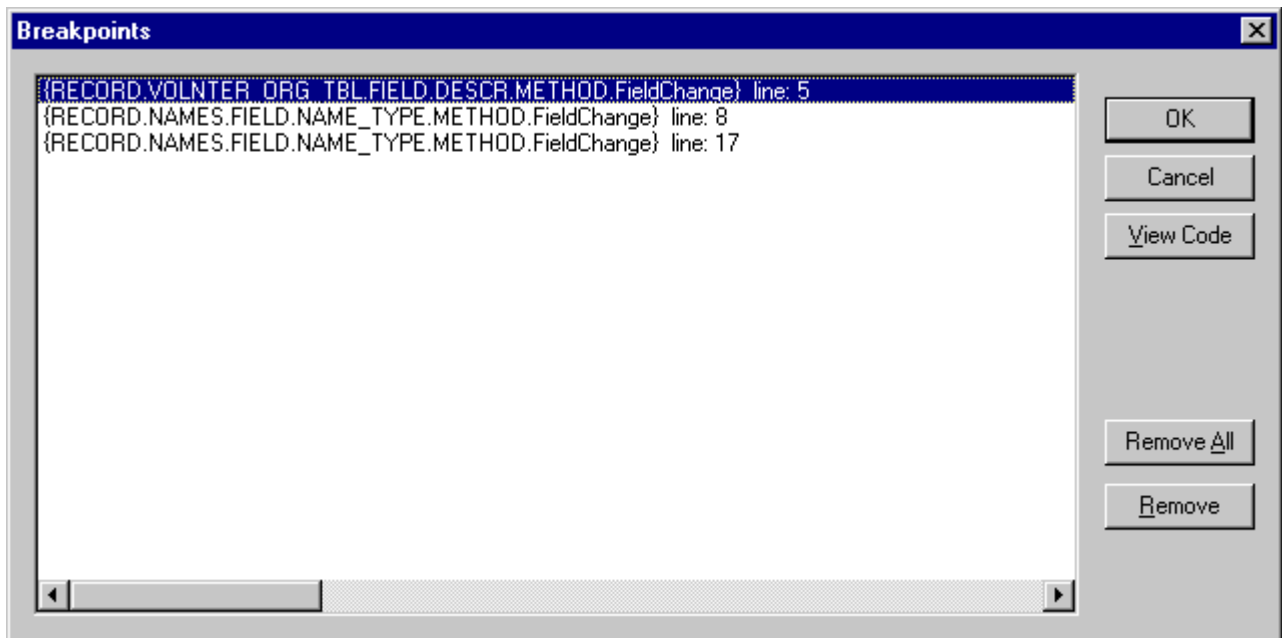 Breakpoints
{RECORD.VOLNTER_ORG_TBL.FIELD.DESCR.METHOD.FieldChange} line: 5
{RECORD.NAMES.FIELD.NAME_TYPE.METHOD.FieldChange} line: 8
{RECORD.NAMES.FIELD.NAME_TYPE.METHOD.FieldChange} line: 17
OK
Cancel
View Code
Remove All
Remove